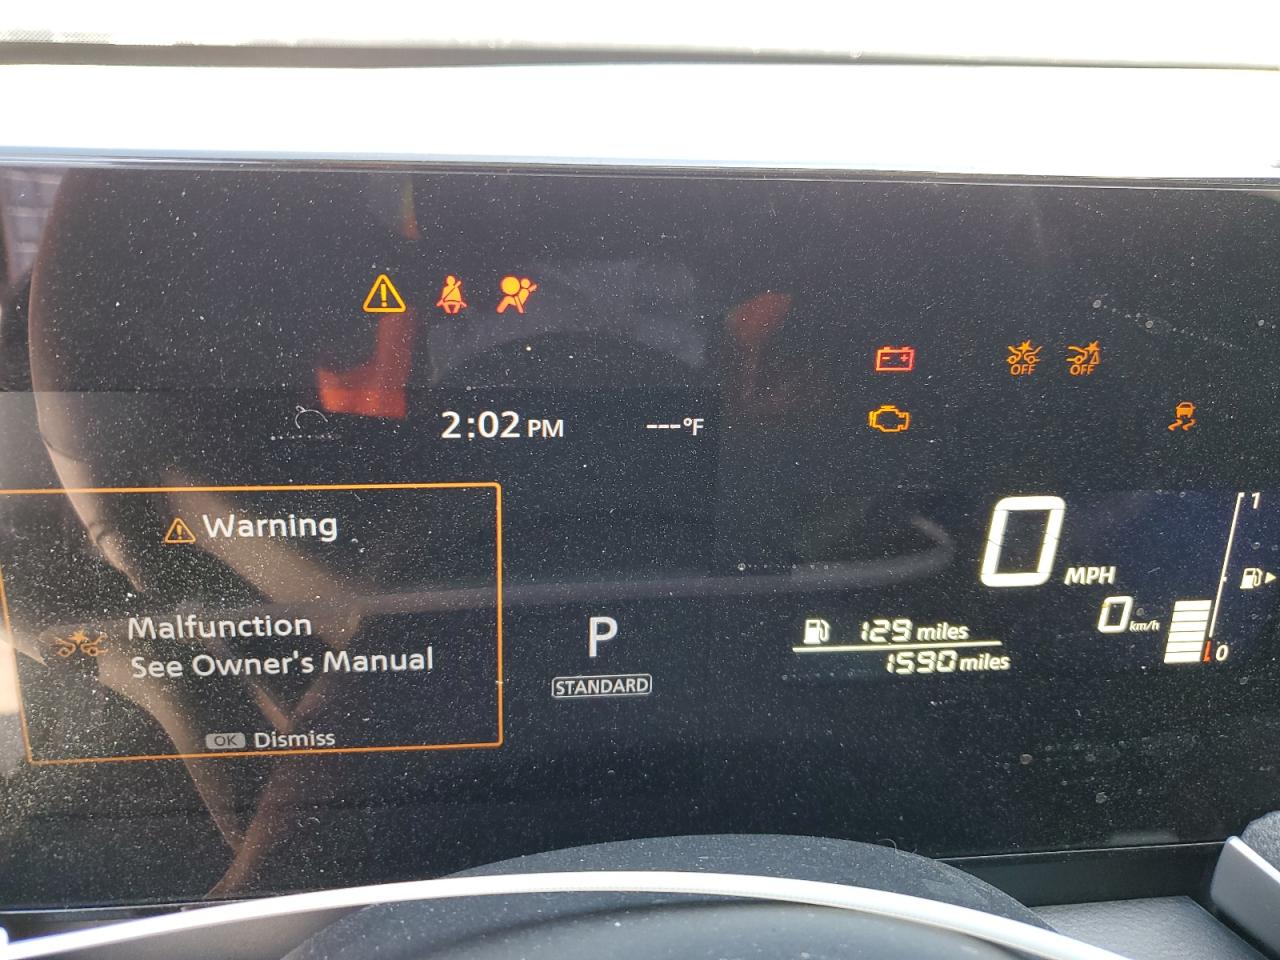 OFF OFF
2:02 PM
---°F
Warning
Malfunction
See Owner's Manual
OK Dismiss
P
STANDARD
0 MPH
0 km/h
129 miles
1590 miles
1
0